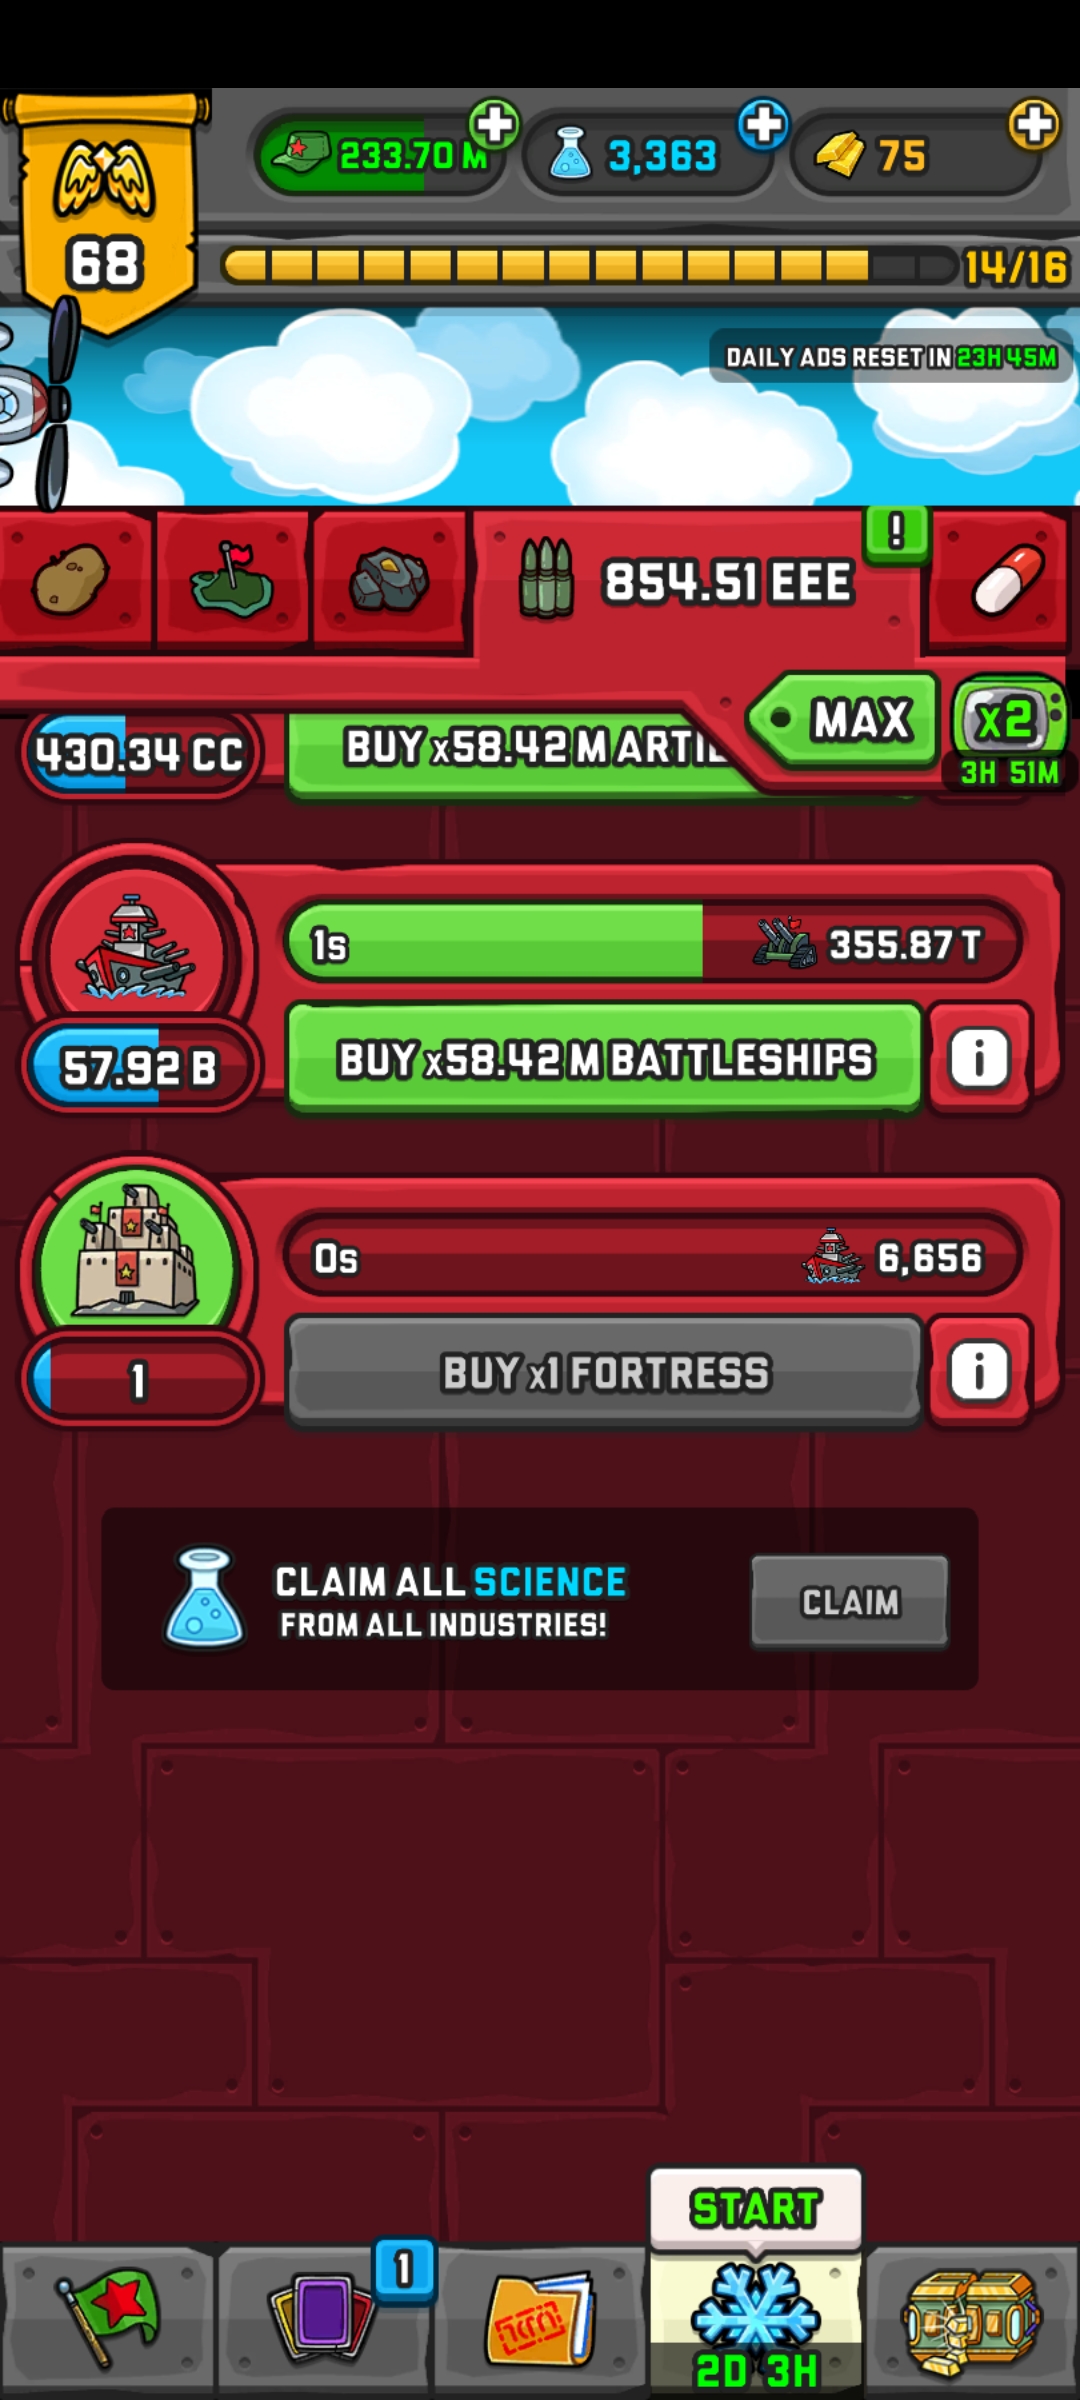 233.70 M
3,363
75
68
14/16
DAILY ADS RESET IN 23H 45M
854.51 EEE
!
MAX
x2
3H 51M
430.34 CC
BUY x58.42 M ARTIL
1s
355.87 T
57.92 B
BUY x58.42 M BATTLESHIPS
i
0s
6,656
1
BUY x1 FORTRESS
i
CLAIM ALL SCIENCE
FROM ALL INDUSTRIES!
CLAIM
START
1
2D 3H